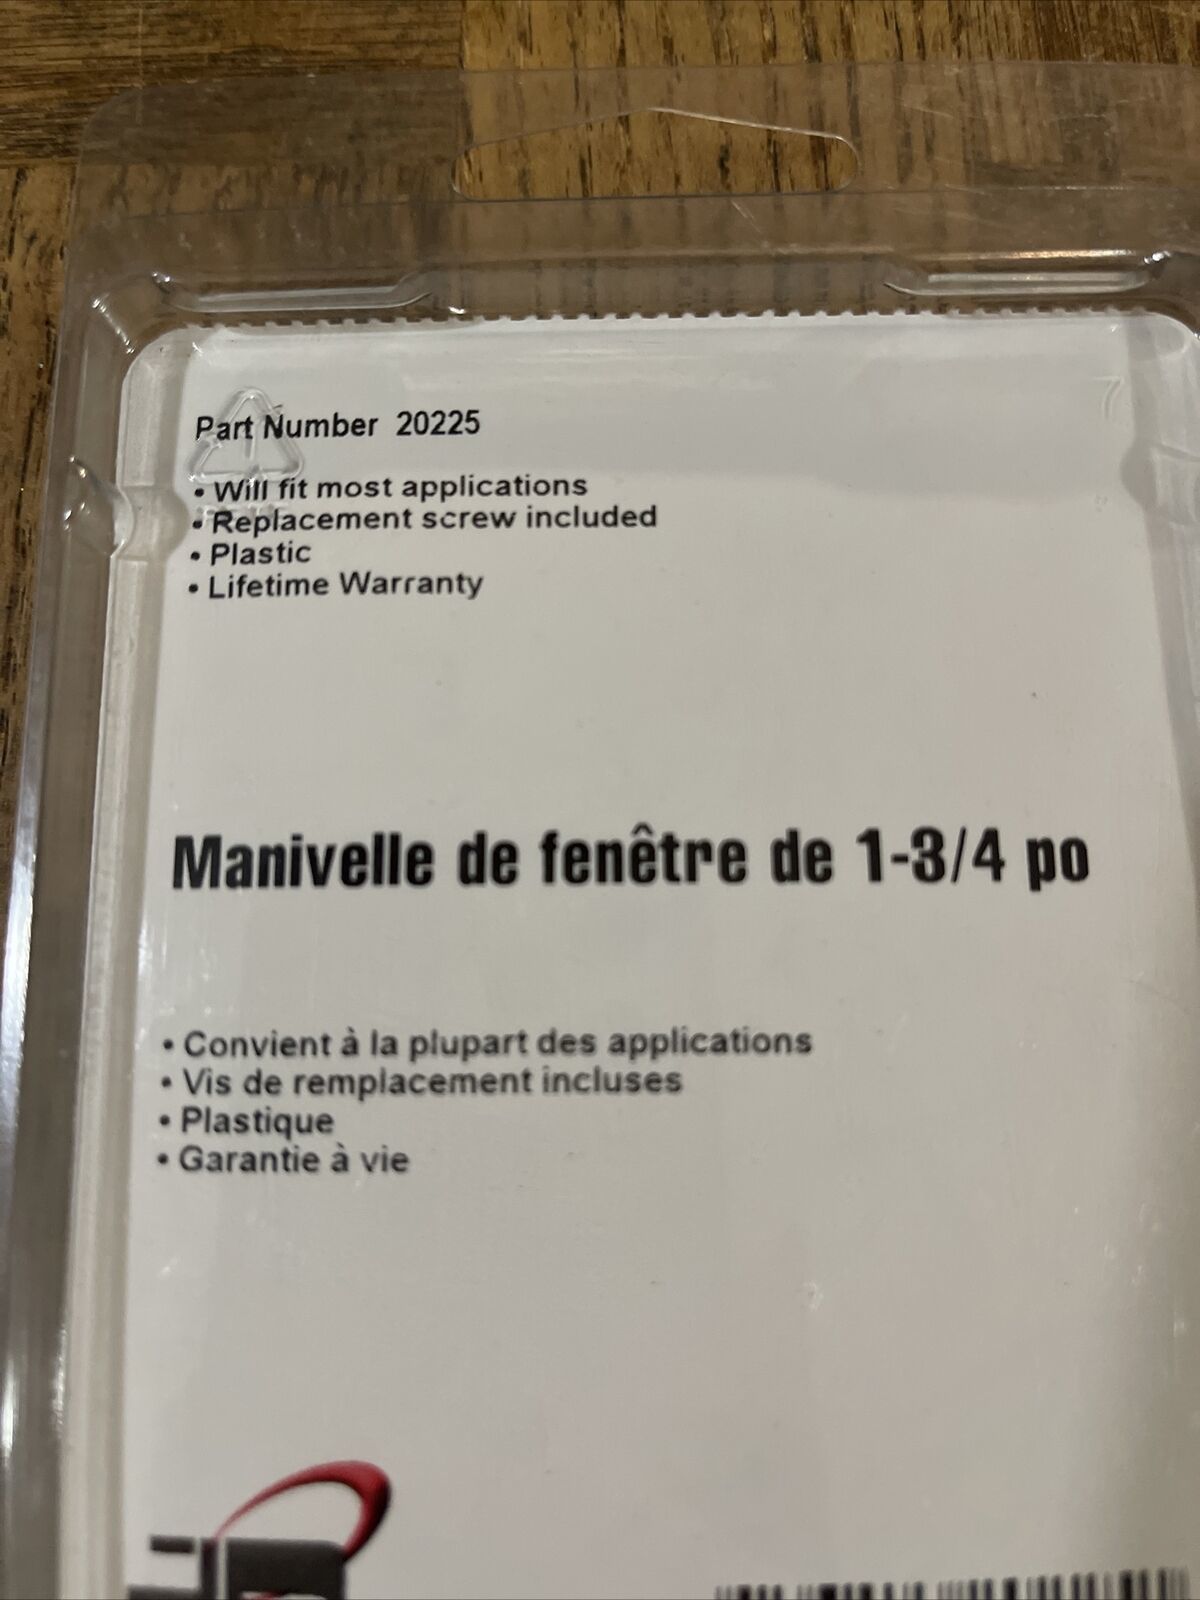 Part Number 20225
• Will fit most applications
• Replacement screw included
• Plastic
• Lifetime Warranty
Manivelle de fenêtre de 1-3/4 po
• Convient à la plupart des applications
• Vis de remplacement incluses
• Plastique
• Garantie à vie